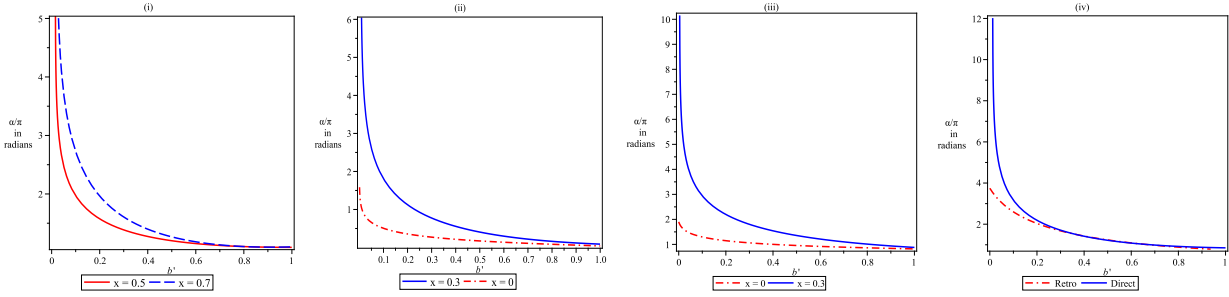 (i)
5
4
3
2
α/π
in
radians
0 0.2 0.4 0.6 0.8 1
b'
x = 0.5 x = 0.7
(ii)
6
5
4
3
2
1
α/π
in
radians
0.1 0.2 0.3 0.4 0.5 0.6 0.7 0.8 0.9 1.0
b'
x = 0.3 x = 0
(iii)
10
9
8
7
6
5
4
3
2
1
α/π
in
radians
0 0.2 0.4 0.6 0.8 1
b'
x = 0 x = 0.3
(iv)
12
10
8
6
4
2
α/π
in
radians
0 0.2 0.4 0.6 0.8 1
b'
Retro Direct